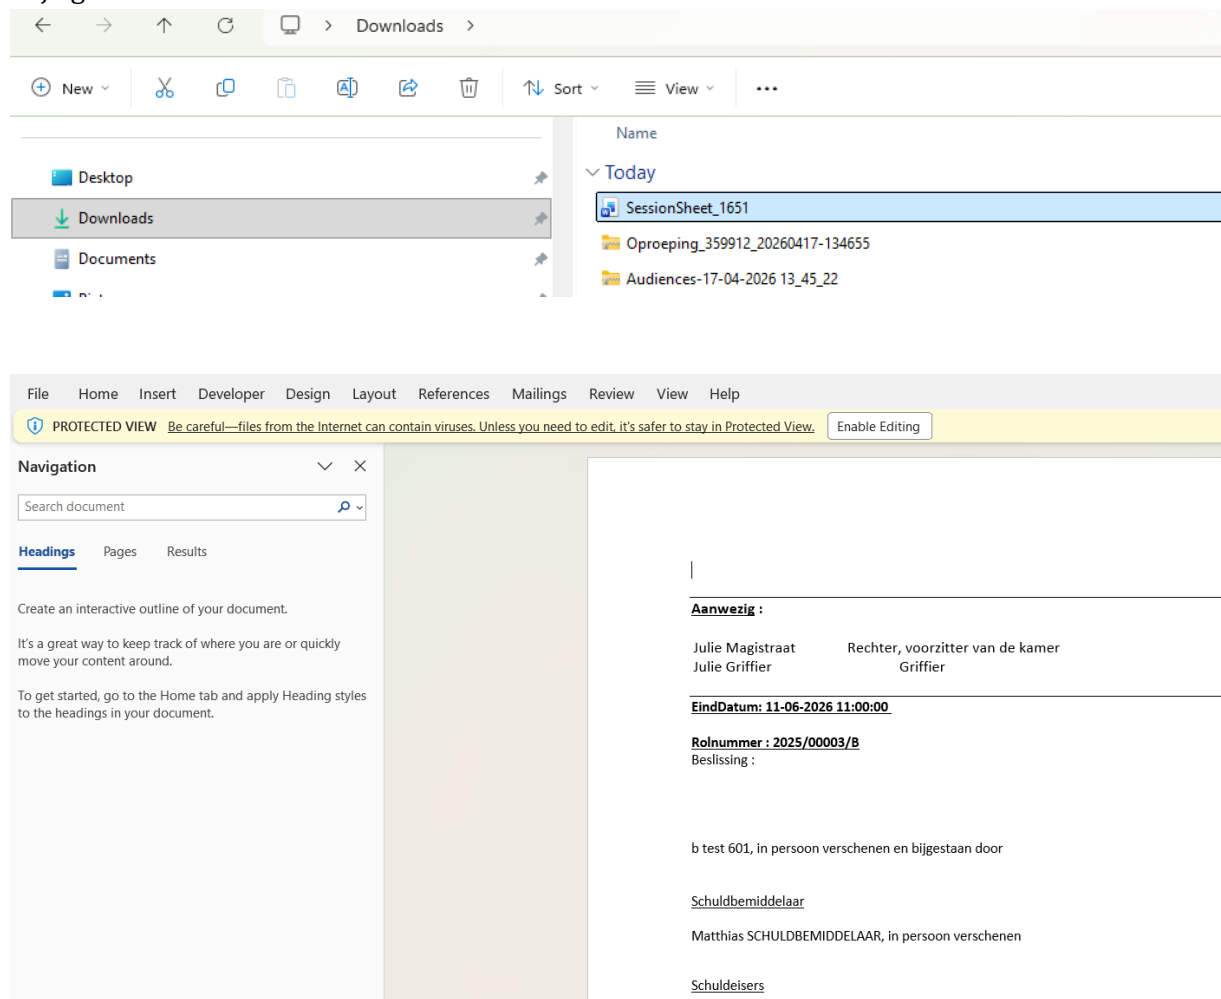 Downloads
New
Sort
View
...
Name
Today
Desktop
Downloads
Documents
SessionSheet_1651
Oproeping_359912_20260417-134655
Audiences-17-04-2026 13_45_22
File Home Insert Developer Design Layout References Mailings Review View Help
PROTECTED VIEW Be careful—files from the Internet can contain viruses. Unless you need to edit, it's safer to stay in Protected View. Enable Editing
Navigation
Search document
Headings Pages Results
Create an interactive outline of your document.
It's a great way to keep track of where you are or quickly
move your content around.
To get started, go to the Home tab and apply Heading styles
to the headings in your document.
Aanwezig :
Julie Magistraat Rechter, voorzitter van de kamer
Julie Griffier Griffier
EindDatum: 11-06-2026 11:00:00
Rolnummer : 2025/00003/B
Beslissing :
b test 601, in persoon verschenen en bijgestaan door
Schuldbemiddelaar
Matthias SCHULDBEMIDDELAAR, in persoon verschenen
Schuldeisers